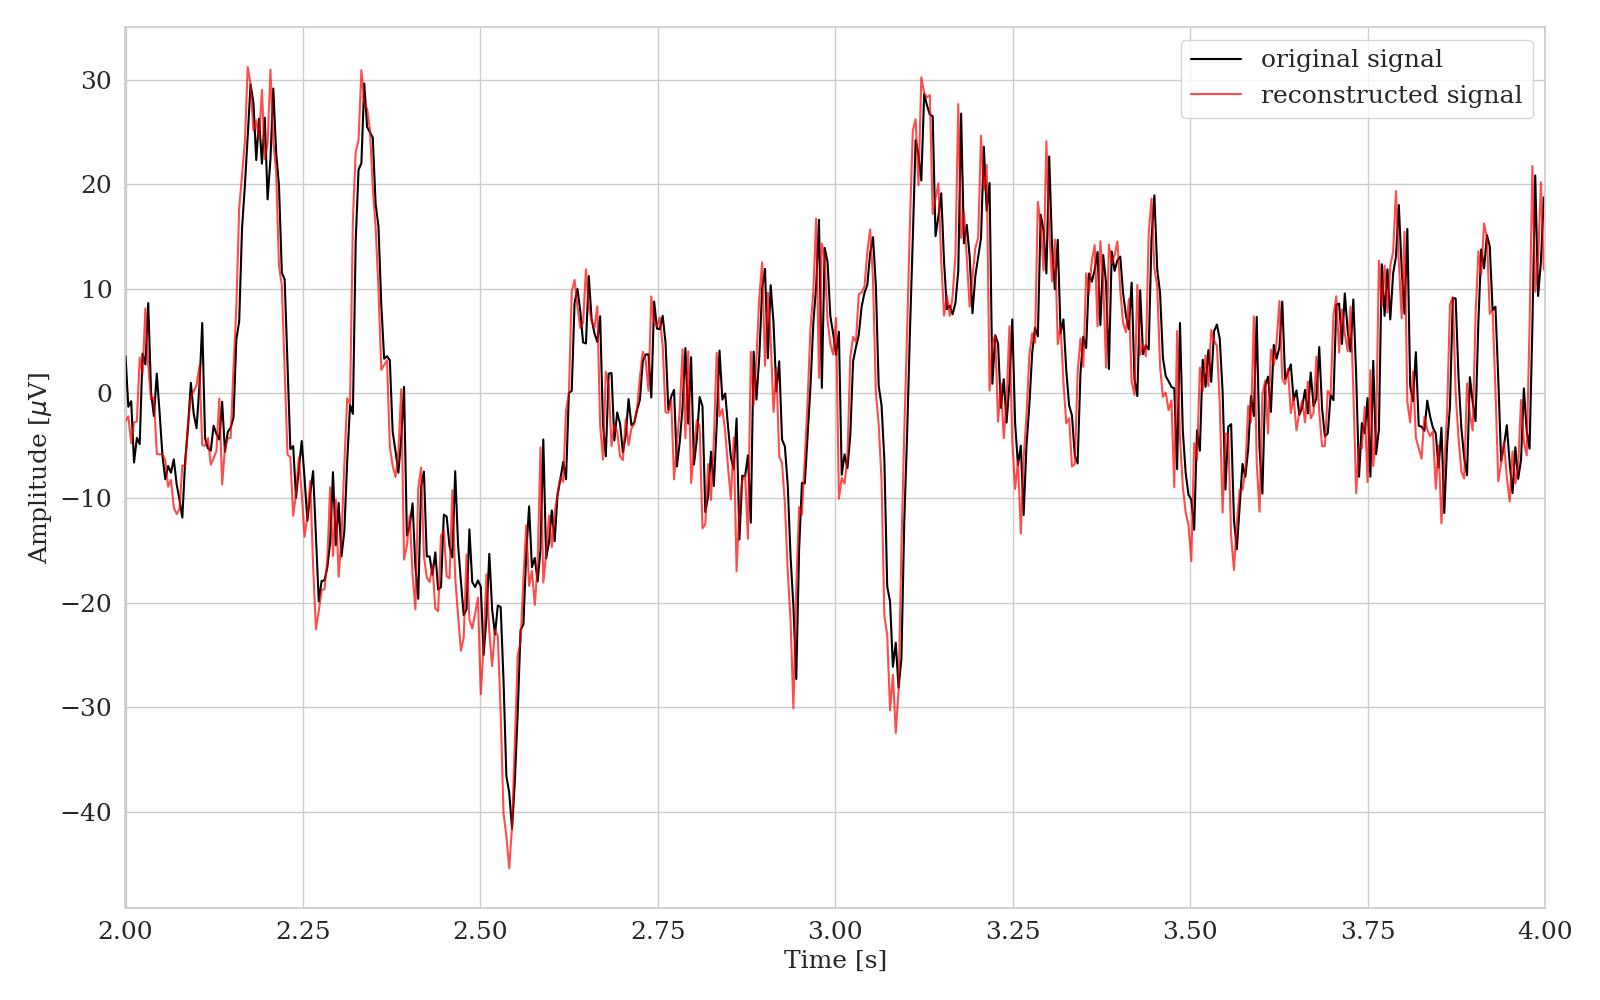 original signal
reconstructed signal
30
20
10
0
−10
−20
−30
−40
Amplitude [μV]
2.00 2.25 2.50 2.75 3.00 3.25 3.50 3.75 4.00
Time [s]